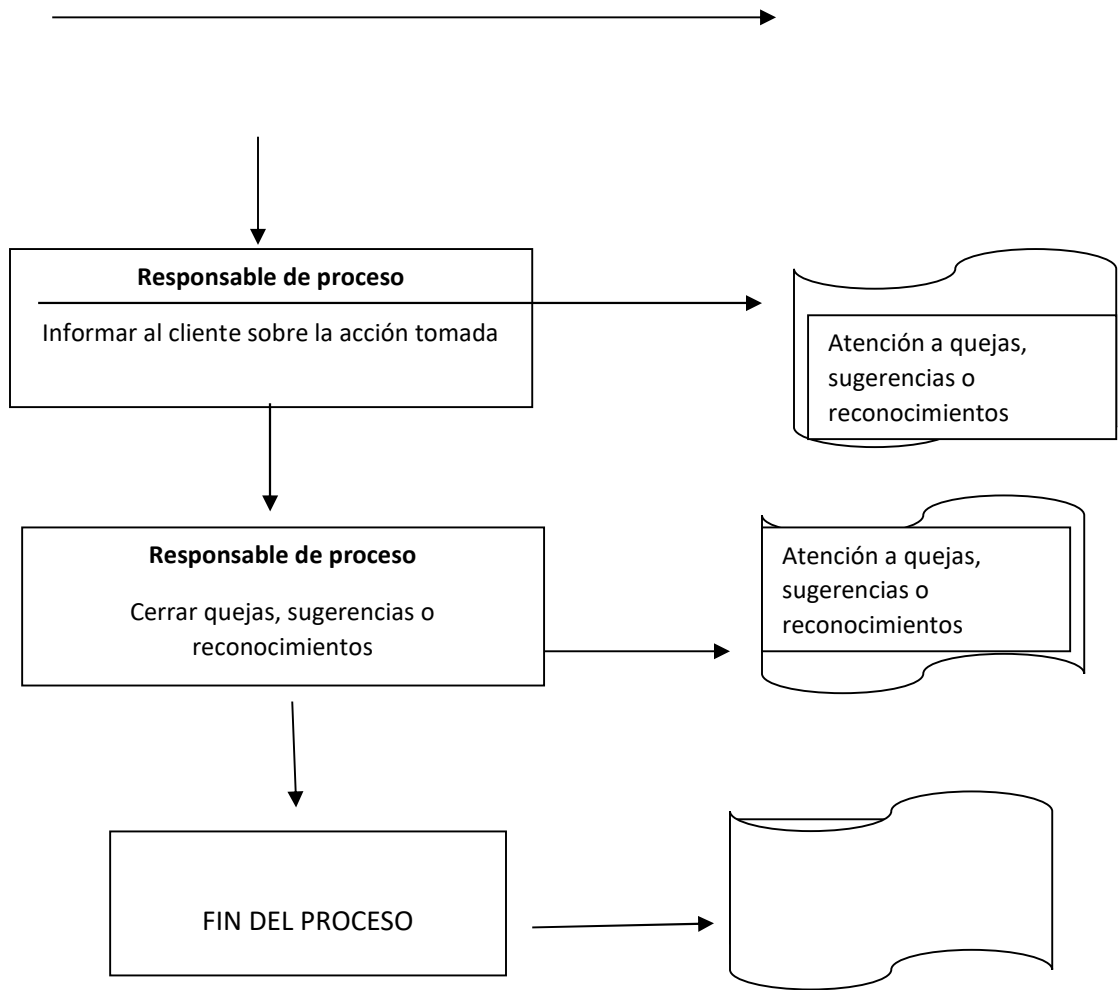 Responsable de proceso
Informar al cliente sobre la acción tomada
Atención a quejas,
sugerencias o
reconocimientos
Responsable de proceso
Cerrar quejas, sugerencias o
reconocimientos
Atención a quejas,
sugerencias o
reconocimientos
FIN DEL PROCESO